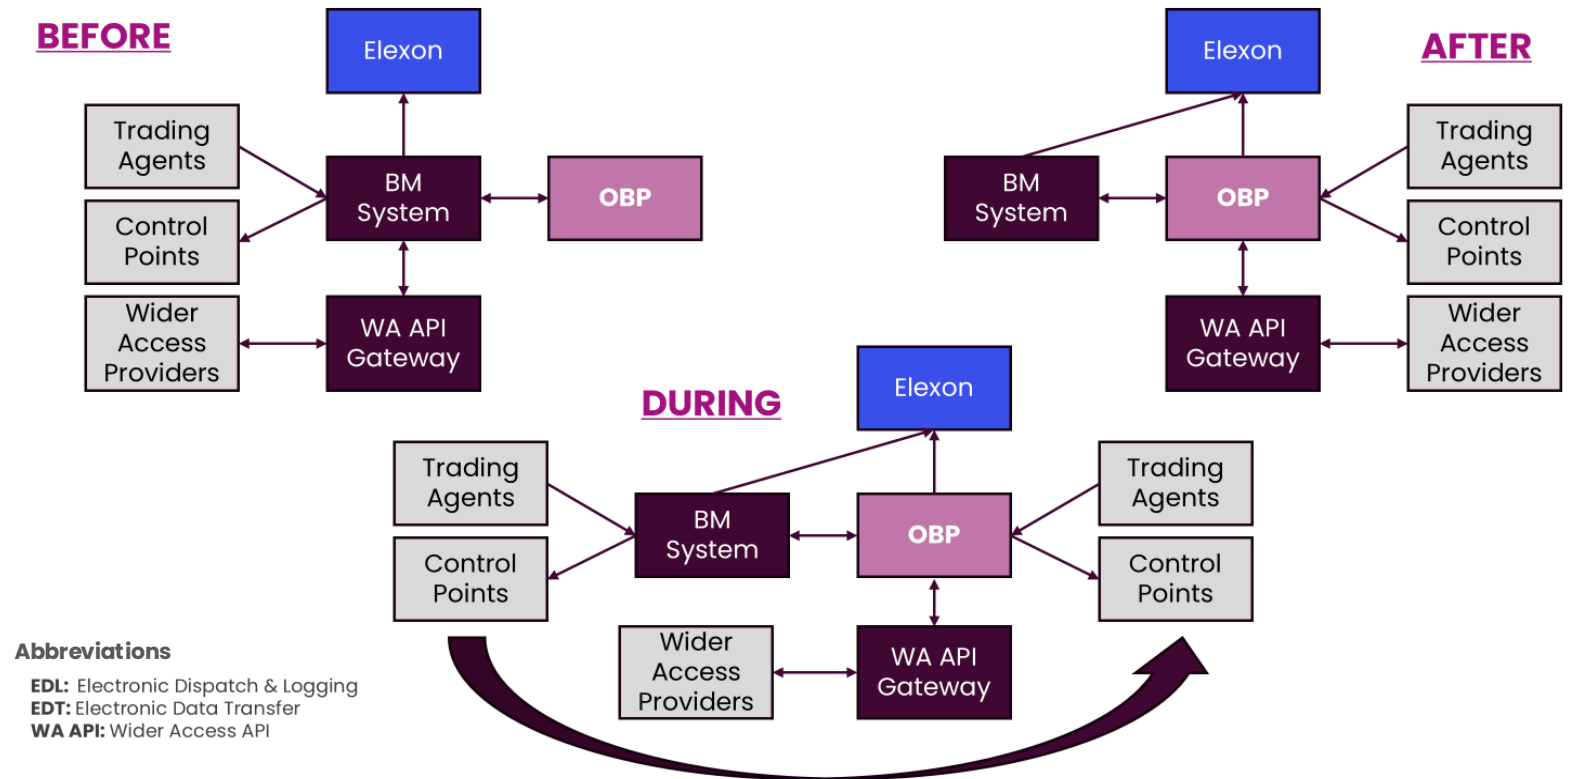 BEFORE
Elexon
Trading
Agents
BM
System
OBP
Control
Points
Wider
Access
Providers
WA API
Gateway
AFTER
Elexon
BM
System
OBP
Trading
Agents
Control
Points
WA API
Gateway
Wider
Access
Providers
DURING
Elexon
Trading
Agents
BM
System
OBP
Trading
Agents
Control
Points
Control
Points
Wider
Access
Providers
WA API
Gateway
Abbreviations
EDL: Electronic Dispatch & Logging
EDT: Electronic Data Transfer
WA API: Wider Access API